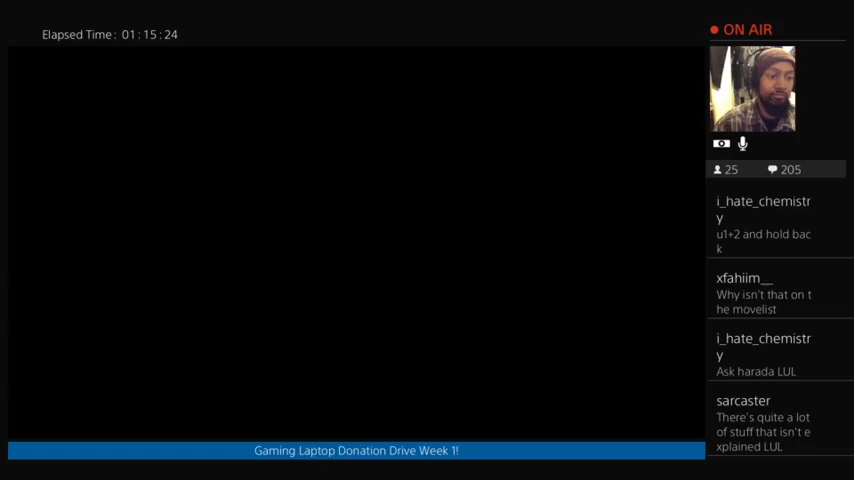 Elapsed Time: 01:15:24
ON AIR
25 205
i_hate_chemistr
y
u1+2 and hold bac
k
xfahiim__
Why isn't that on t
he movelist
i_hate_chemistr
y
Ask harada LUL
sarcaster
There's quite a lot
of stuff that isn't e
xplained LUL
Gaming Laptop Donation Drive Week 1!